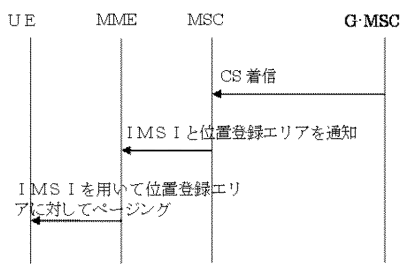 ＵＥ MME MSC G·MSC
CS 着信
ＩＭＳＩと位置登録エリアを通知
ＩＭＳＩを用いて位置登録エリ
アに対してページング